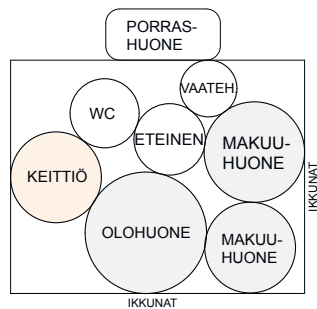 PORRAS-
HUONE
VAATEH.
WC
ETEINEN
MAKUU-
HUONE
KEITTIÖ
IKKUNAT
OLOHUONE
MAKUU-
HUONE
IKKUNAT